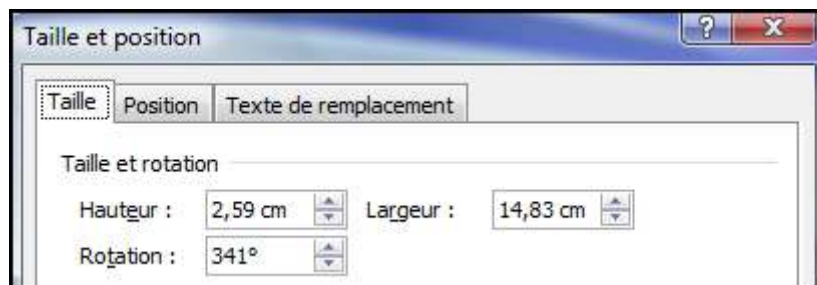 Taille et position ? X
Taille Position Texte de remplacement
Taille et rotation
Hauteur : 2,59 cm Largeur : 14,83 cm
Rotation : 341°